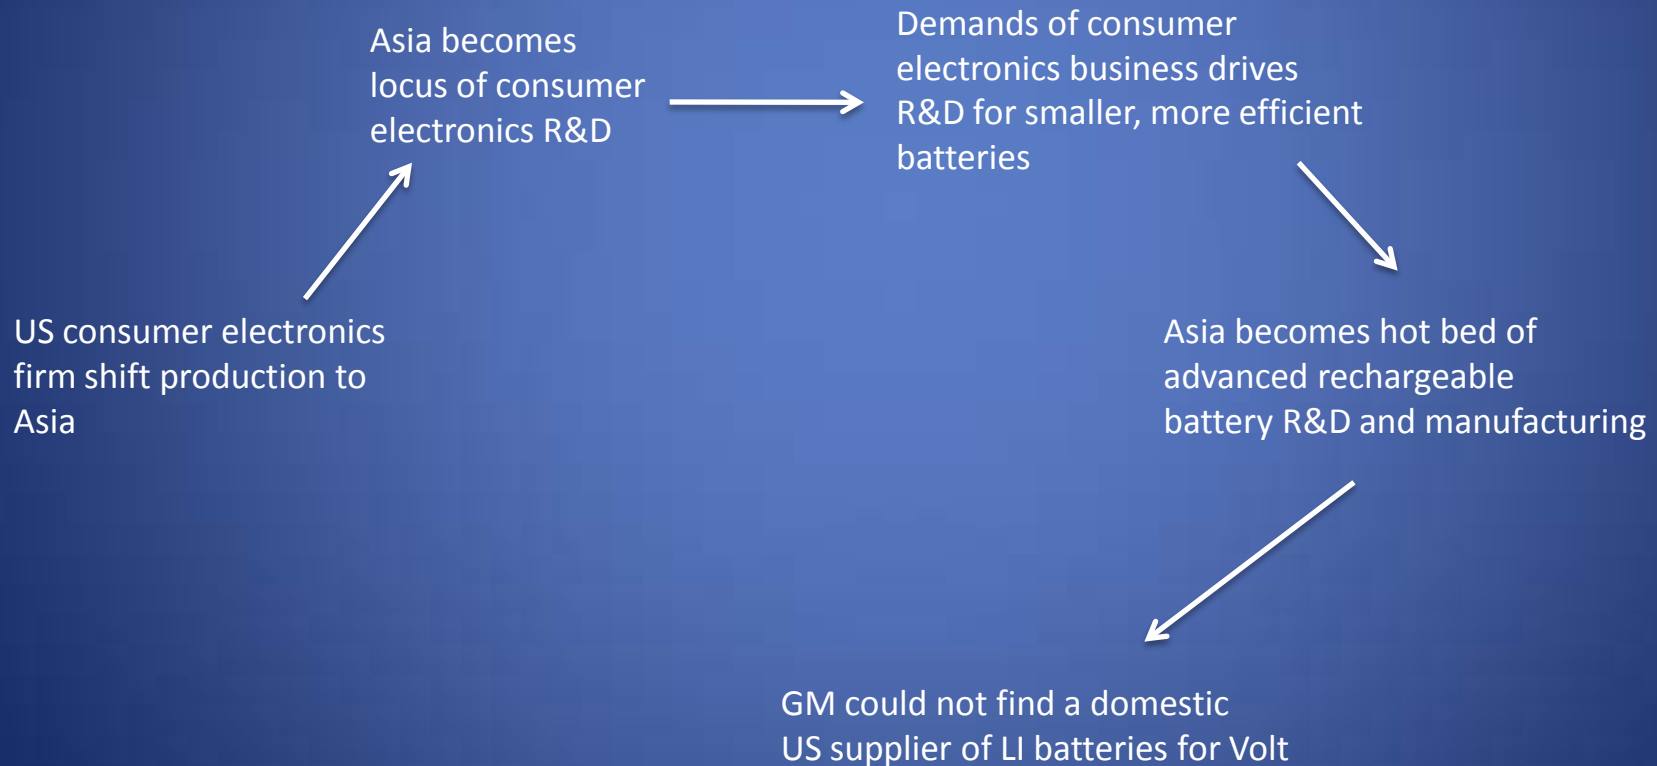 US consumer electronics
firm shift production to
Asia
Asia becomes
locus of consumer
electronics R&D
Demands of consumer
electronics business drives
R&D for smaller, more efficient
batteries
Asia becomes hot bed of
advanced rechargeable
battery R&D and manufacturing
GM could not find a domestic
US supplier of LI batteries for Volt